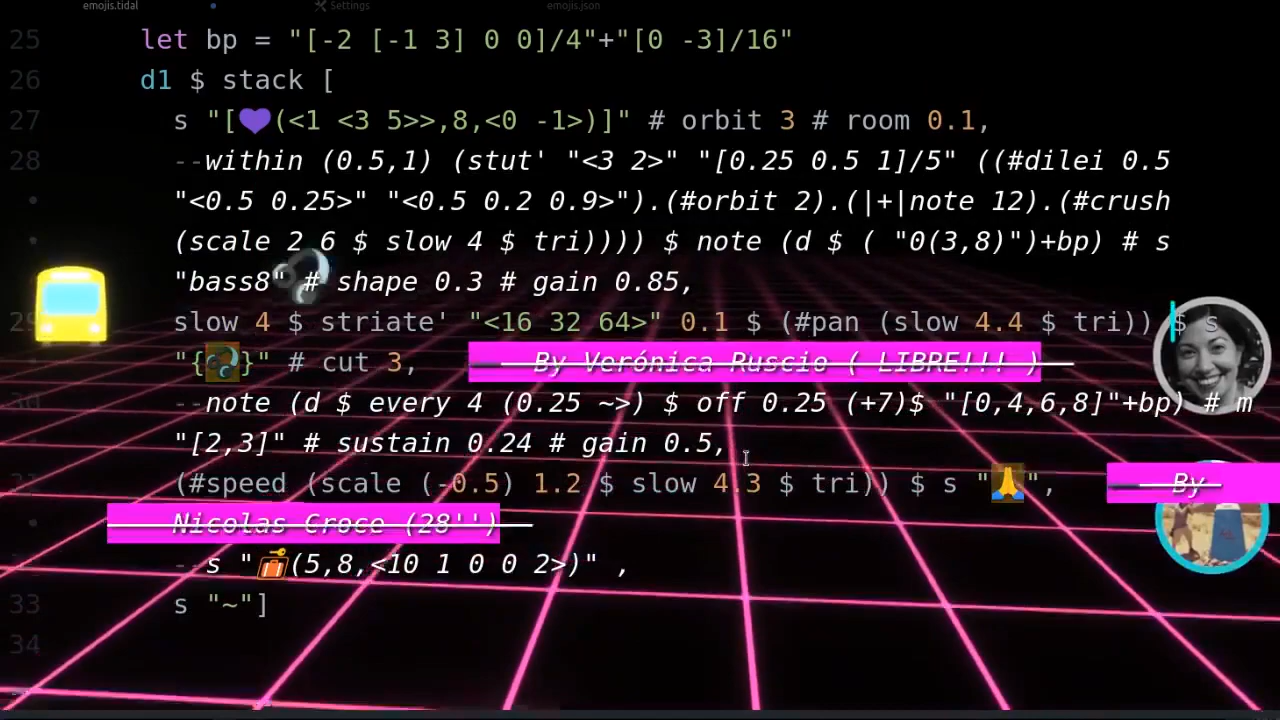 emojis.tidal Settings emojis.json
25 let bp = "[-2 [-1 3] 0 0]/4"+"[0 -3]/16"
26 d1 $ stack [
27 s "[💜(<1 <3 5>>,8,<0 -1>)]" # orbit 3 # room 0.1,
28 --within (0.5,1) (stut' "<3 2>" "[0.25 0.5 1]/5" ((#dilei 0.5
"<0.5 0.25>" "<0.5 0.2 0.9>").(#orbit 2).(|+|note 12).(#crush
(scale 2 6 $ slow 4 $ tri)))) $ note (d $ ( "0(3,8)")+bp) # s
"bass8" # shape 0.3 # gain 0.85,
29 slow 4 $ striate' "<16 32 64>" 0.1 $ (#pan (slow 4.4 $ tri)) $ s
"{🎧}" # cut 3, By Verónica Ruscio ( LIBRE!!! )
30 --note (d $ every 4 (0.25 ~>) $ off 0.25 (+7)$ "[0,4,6,8]"+bp) # m
"[2,3]" # sustain 0.24 # gain 0.5,
(#speed (scale (-0.5) 1.2 $ slow 4.3 $ tri)) $ s "🙏", By
Nicolas Croce (28'')
--s "🧳(5,8,<10 1 0 0 2>)" ,
33 s "~"]
34